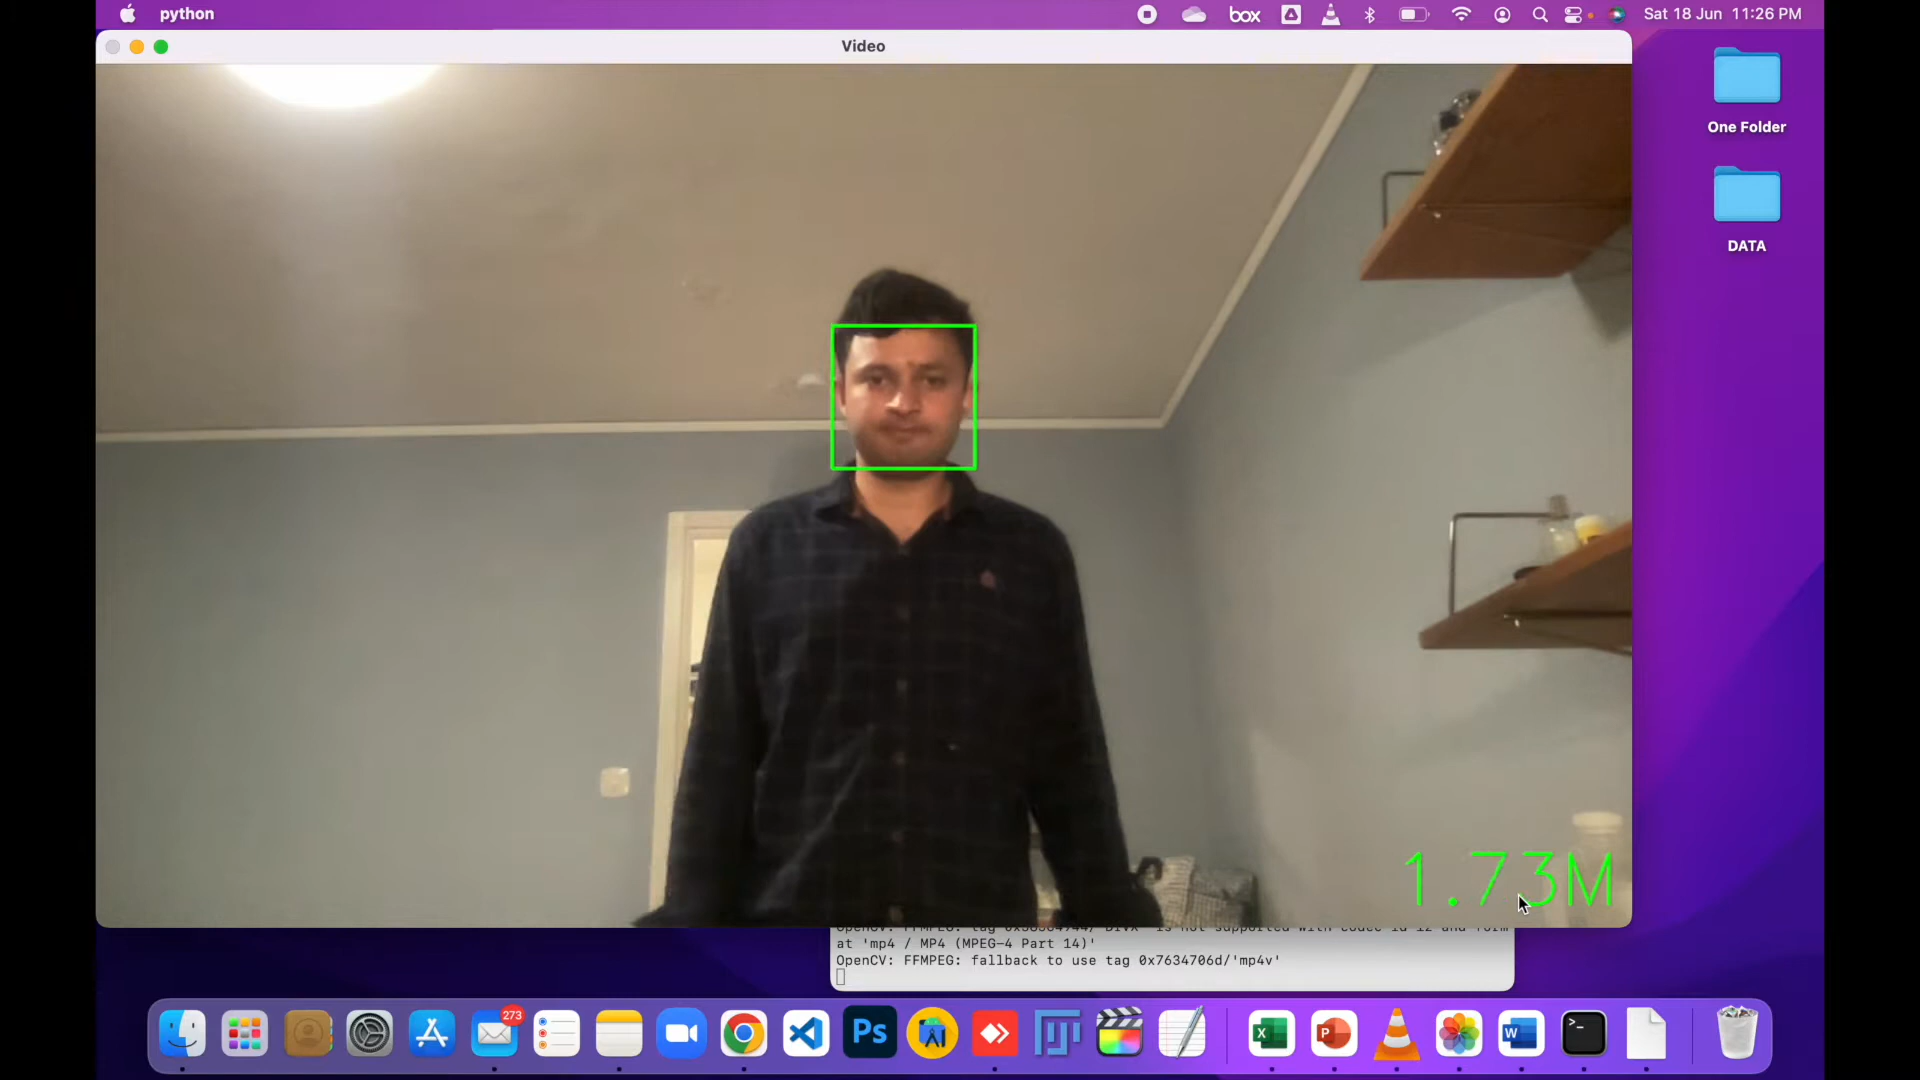 python
box
Sat 18 Jun 11:26 PM
Video
One Folder
DATA
1.73M
at 'mp4 / MP4 (MPEG-4 Part 14)'
OpenCV: FFMPEG: fallback to use tag 0x7634706d/'mp4v'
273
Ps
X
P
W
>_